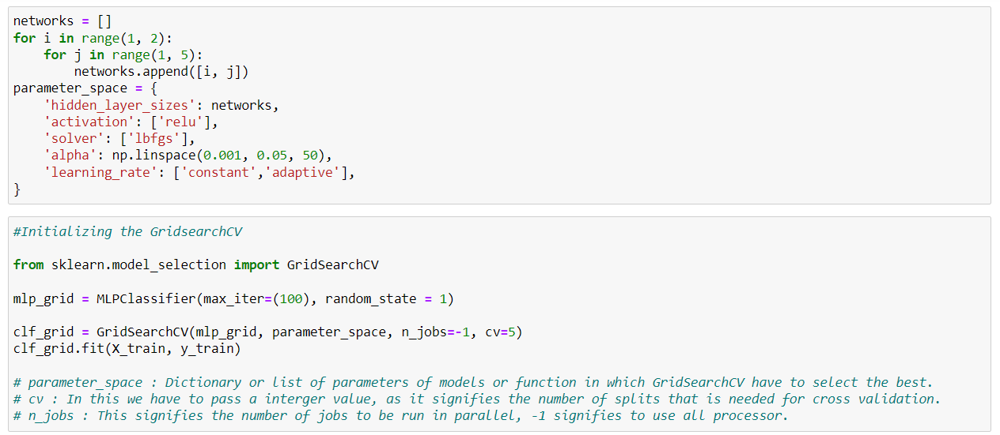 networks = []
for i in range(1, 2):
    for j in range(1, 5):
        networks.append([i, j])
parameter_space = {
    'hidden_layer_sizes': networks,
    'activation': ['relu'],
    'solver': ['lbfgs'],
    'alpha': np.linspace(0.001, 0.05, 50),
    'learning_rate': ['constant','adaptive'],
}
#Initializing the GridsearchCV
from sklearn.model_selection import GridSearchCV
mlp_grid = MLPClassifier(max_iter=(100), random_state = 1)
clf_grid = GridSearchCV(mlp_grid, parameter_space, n_jobs=-1, cv=5)
clf_grid.fit(X_train, y_train)
# parameter_space : Dictionary or list of parameters of models or function in which GridSearchCV have to select the best.
# cv : In this we have to pass a interger value, as it signifies the number of splits that is needed for cross validation.
# n_jobs : This signifies the number of jobs to be run in parallel, -1 signifies to use all processor.